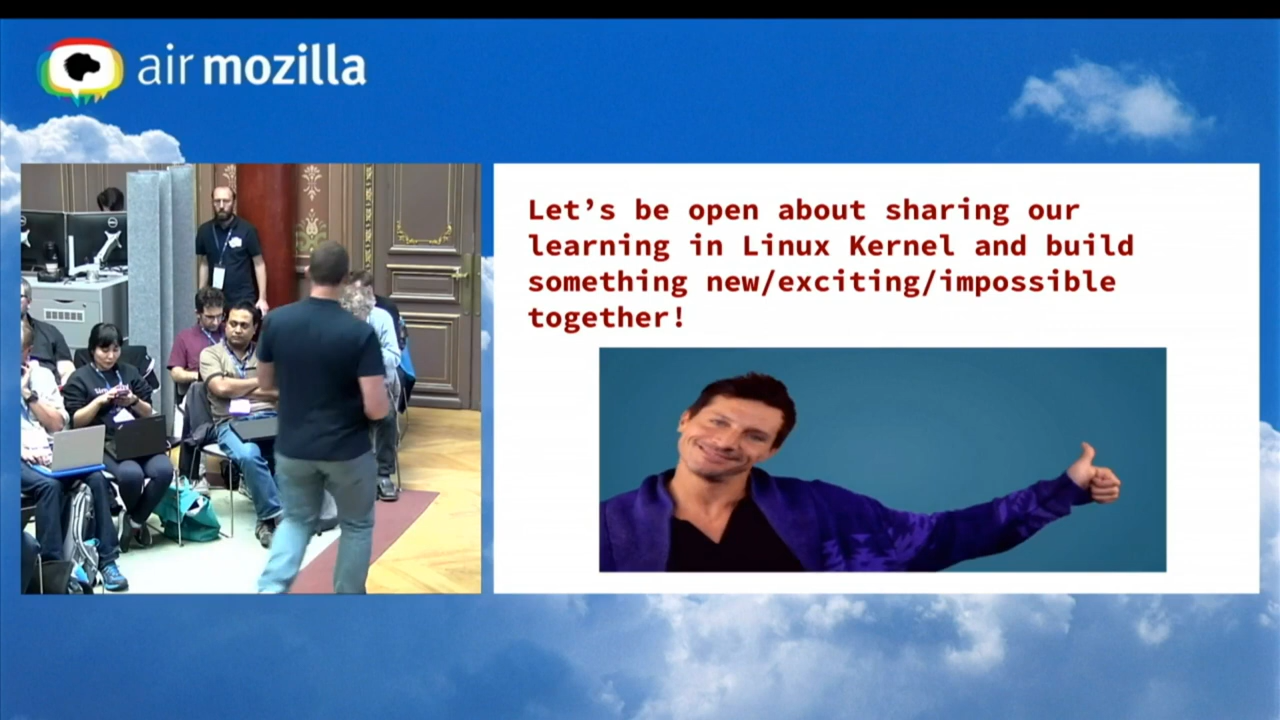 air mozilla
Let’s be open about sharing our
learning in Linux Kernel and build
something new/exciting/impossible
together!